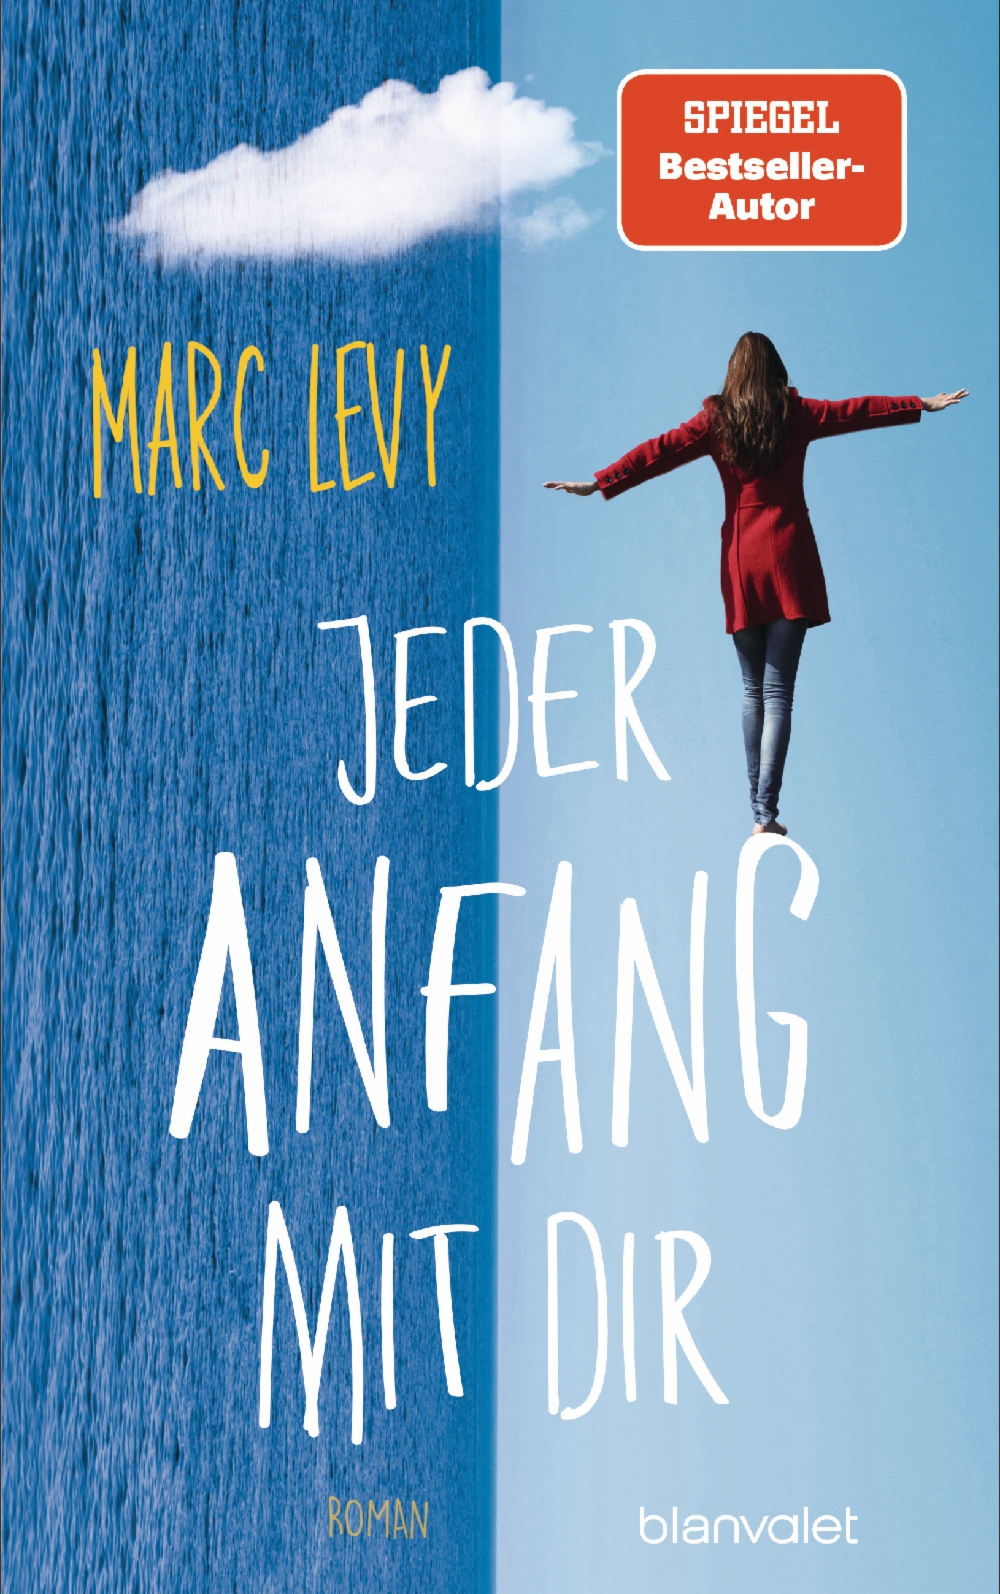 SPIEGEL
Bestseller-
Autor
MARC LEVY
JEDER
ANFANG
MIT DIR
ROMAN
blanvalet